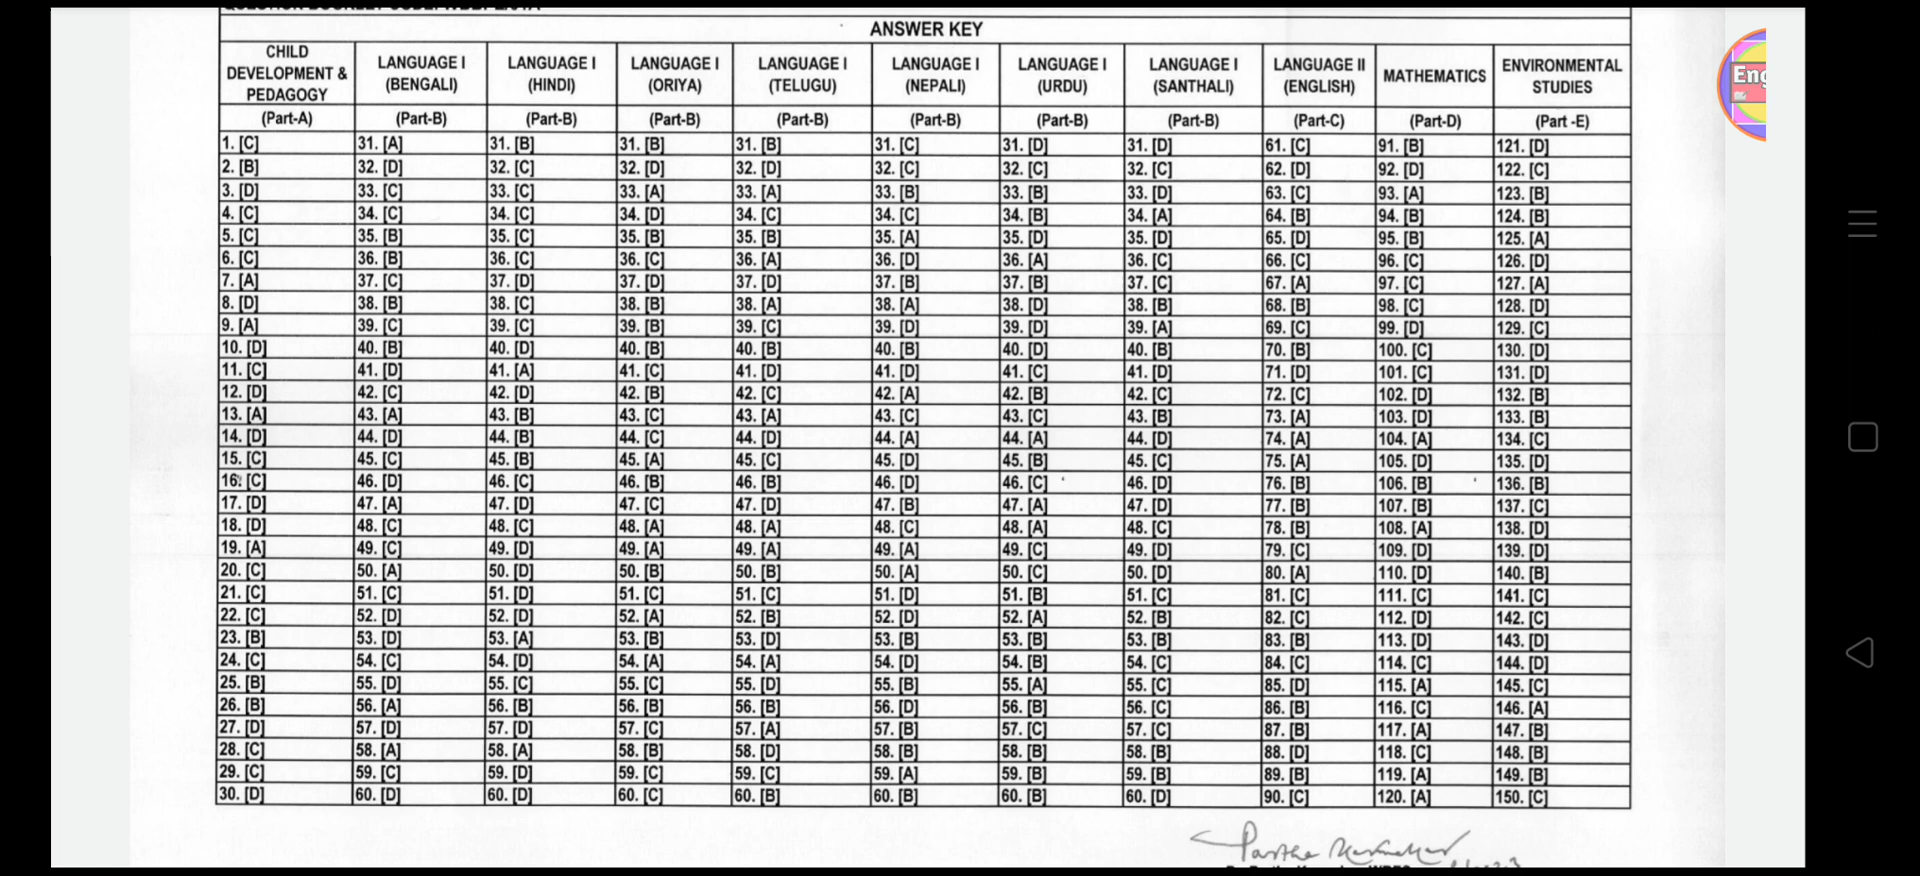 ANSWER KEY
CHILD DEVELOPMENT & PEDAGOGY LANGUAGE I (BENGALI) LANGUAGE I (HINDI) LANGUAGE I (ORIYA) LANGUAGE I (TELUGU) LANGUAGE I (NEPALI) LANGUAGE I (URDU) LANGUAGE I (SANTHALI) LANGUAGE II (ENGLISH) MATHEMATICS ENVIRONMENTAL STUDIES
(Part-A) (Part-B) (Part-B) (Part-B) (Part-B) (Part-B) (Part-B) (Part-B) (Part-C) (Part-D) (Part -E)
1. [C] 31. [A] 31. [B] 31. [B] 31. [B] 31. [C] 31. [D] 31. [D] 61. [C] 91. [B] 121. [D]
2. [B] 32. [D] 32. [C] 32. [D] 32. [D] 32. [C] 32. [C] 32. [C] 62. [D] 92. [D] 122. [C]
3. [D] 33. [C] 33. [C] 33. [A] 33. [A] 33. [B] 33. [B] 33. [D] 63. [C] 93. [A] 123. [B]
4. [C] 34. [C] 34. [C] 34. [D] 34. [C] 34. [C] 34. [B] 34. [A] 64. [B] 94. [B] 124. [B]
5. [C] 35. [B] 35. [C] 35. [B] 35. [B] 35. [A] 35. [D] 35. [D] 65. [D] 95. [B] 125. [A]
6. [C] 36. [B] 36. [C] 36. [C] 36. [A] 36. [D] 36. [A] 36. [C] 66. [C] 96. [C] 126. [D]
7. [A] 37. [C] 37. [D] 37. [D] 37. [D] 37. [B] 37. [B] 37. [C] 67. [A] 97. [C] 127. [A]
8. [D] 38. [B] 38. [C] 38. [B] 38. [A] 38. [A] 38. [D] 38. [B] 68. [B] 98. [C] 128. [D]
9. [A] 39. [C] 39. [C] 39. [B] 39. [C] 39. [D] 39. [D] 39. [A] 69. [C] 99. [D] 129. [C]
10. [D] 40. [B] 40. [D] 40. [B] 40. [B] 40. [B] 40. [D] 40. [B] 70. [B] 100. [C] 130. [D]
11. [C] 41. [D] 41. [A] 41. [C] 41. [D] 41. [D] 41. [C] 41. [D] 71. [D] 101. [C] 131. [D]
12. [D] 42. [C] 42. [D] 42. [B] 42. [C] 42. [A] 42. [B] 42. [C] 72. [C] 102. [D] 132. [B]
13. [A] 43. [A] 43. [B] 43. [C] 43. [A] 43. [C] 43. [C] 43. [B] 73. [A] 103. [D] 133. [B]
14. [D] 44. [D] 44. [B] 44. [C] 44. [D] 44. [A] 44. [A] 44. [D] 74. [A] 104. [A] 134. [C]
15. [C] 45. [C] 45. [B] 45. [A] 45. [C] 45. [D] 45. [B] 45. [C] 75. [A] 105. [D] 135. [D]
16. [C] 46. [D] 46. [C] 46. [B] 46. [B] 46. [D] 46. [C] 46. [D] 76. [B] 106. [B] 136. [B]
17. [D] 47. [A] 47. [D] 47. [C] 47. [D] 47. [B] 47. [A] 47. [D] 77. [B] 107. [B] 137. [C]
18. [D] 48. [C] 48. [C] 48. [A] 48. [A] 48. [C] 48. [A] 48. [C] 78. [B] 108. [A] 138. [D]
19. [A] 49. [C] 49. [D] 49. [A] 49. [A] 49. [A] 49. [C] 49. [D] 79. [C] 109. [D] 139. [D]
20. [C] 50. [A] 50. [D] 50. [B] 50. [B] 50. [A] 50. [C] 50. [D] 80. [A] 110. [D] 140. [B]
21. [C] 51. [C] 51. [D] 51. [C] 51. [C] 51. [D] 51. [B] 51. [C] 81. [C] 111. [C] 141. [C]
22. [C] 52. [D] 52. [D] 52. [A] 52. [B] 52. [D] 52. [A] 52. [B] 82. [C] 112. [D] 142. [C]
23. [B] 53. [D] 53. [A] 53. [B] 53. [D] 53. [B] 53. [B] 53. [B] 83. [B] 113. [D] 143. [D]
24. [C] 54. [C] 54. [D] 54. [A] 54. [A] 54. [D] 54. [B] 54. [C] 84. [C] 114. [C] 144. [D]
25. [B] 55. [D] 55. [C] 55. [C] 55. [D] 55. [B] 55. [A] 55. [C] 85. [D] 115. [A] 145. [C]
26. [B] 56. [A] 56. [B] 56. [B] 56. [B] 56. [D] 56. [B] 56. [C] 86. [B] 116. [C] 146. [A]
27. [D] 57. [D] 57. [D] 57. [C] 57. [A] 57. [B] 57. [C] 57. [C] 87. [B] 117. [A] 147. [B]
28. [C] 58. [A] 58. [A] 58. [B] 58. [D] 58. [B] 58. [B] 58. [B] 88. [D] 118. [C] 148. [B]
29. [C] 59. [C] 59. [D] 59. [C] 59. [C] 59. [A] 59. [B] 59. [B] 89. [B] 119. [A] 149. [B]
30. [D] 60. [D] 60. [D] 60. [C] 60. [B] 60. [B] 60. [B] 60. [D] 90. [C] 120. [A] 150. [C]
Partha Karmakar